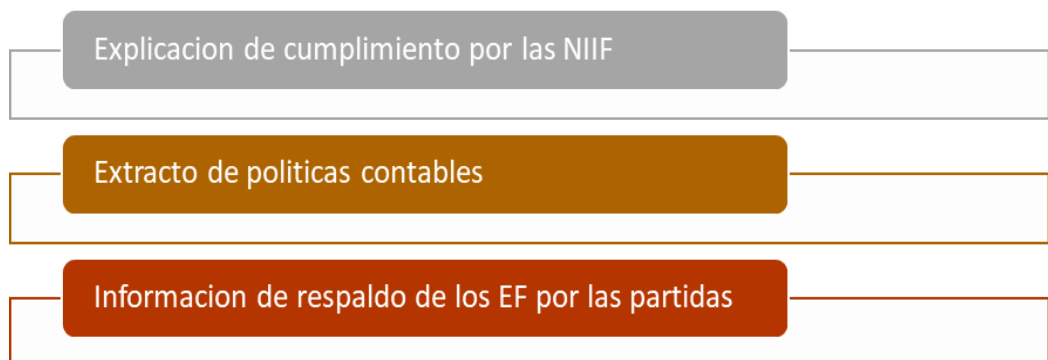 Explicacion de cumplimiento por las NIIF
Extracto de politicas contables
Informacion de respaldo de los EF por las partidas